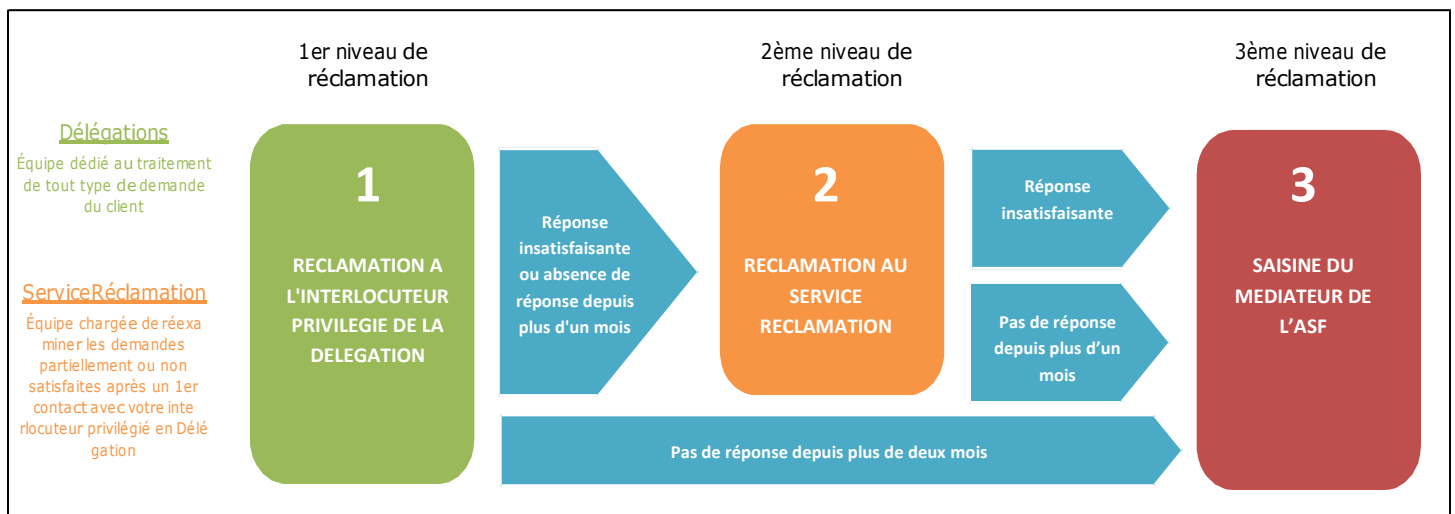 1er niveau de
réclamation
2ème niveau de
réclamation
3ème niveau de
réclamation
Délégations
Équipe dédié au traitement
de tout type de demande
du client
ServiceRéclamation
Équipe chargée de réexa
miner les demandes
partiellement ou non
satisfaites après un 1er
contact avec votre inte
rlocuteur privilégié en Délé
gation
1
RECLAMATION A
L'INTERLOCUTEUR
PRIVILEGIE DE LA
DELEGATION
Réponse
insatisfaisante
ou absence de
réponse depuis
plus d'un mois
2
RECLAMATION AU
SERVICE
RECLAMATION
Réponse
insatisfaisante
Pas de réponse
depuis plus d’un
mois
3
SAISINE DU
MEDIATEUR DE
L’ASF
Pas de réponse depuis plus de deux mois